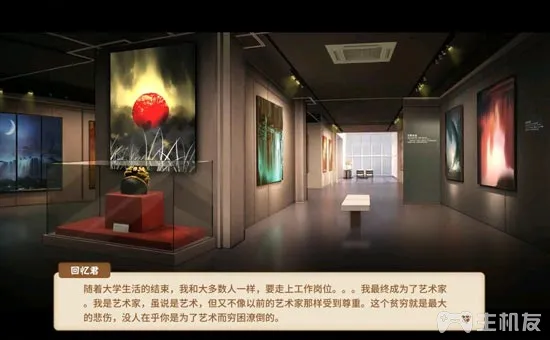 回忆君
随着大学生活的结束，我和大多数人一样，要走上工作岗位。。。我最终成为了艺术家
。我是艺术家，虽说是艺术，但又不像以前的艺术家那样受到尊重。这个贫穷就是最大
的悲伤，没人在乎你是为了艺术而穷困潦倒的。
主机友